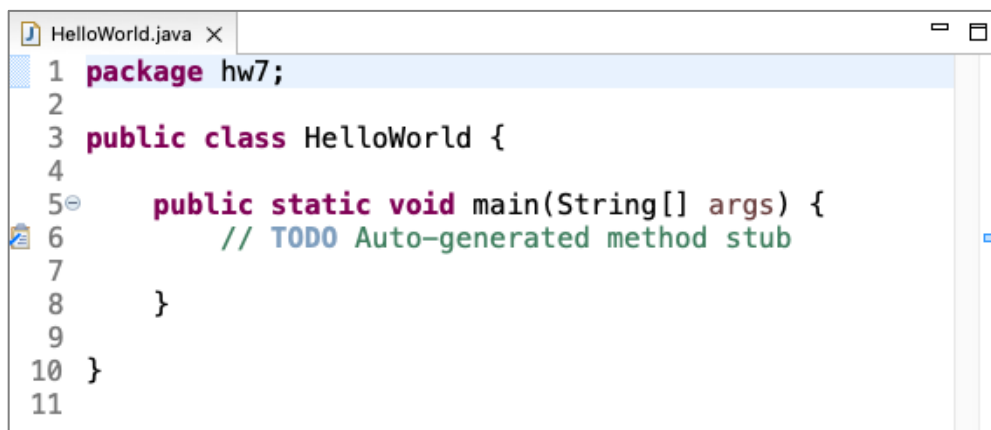 HelloWorld.java
1 package hw7;
2
3 public class HelloWorld {
4
5 public static void main(String[] args) {
6 // TODO Auto-generated method stub
7
8 }
9
10 }
11